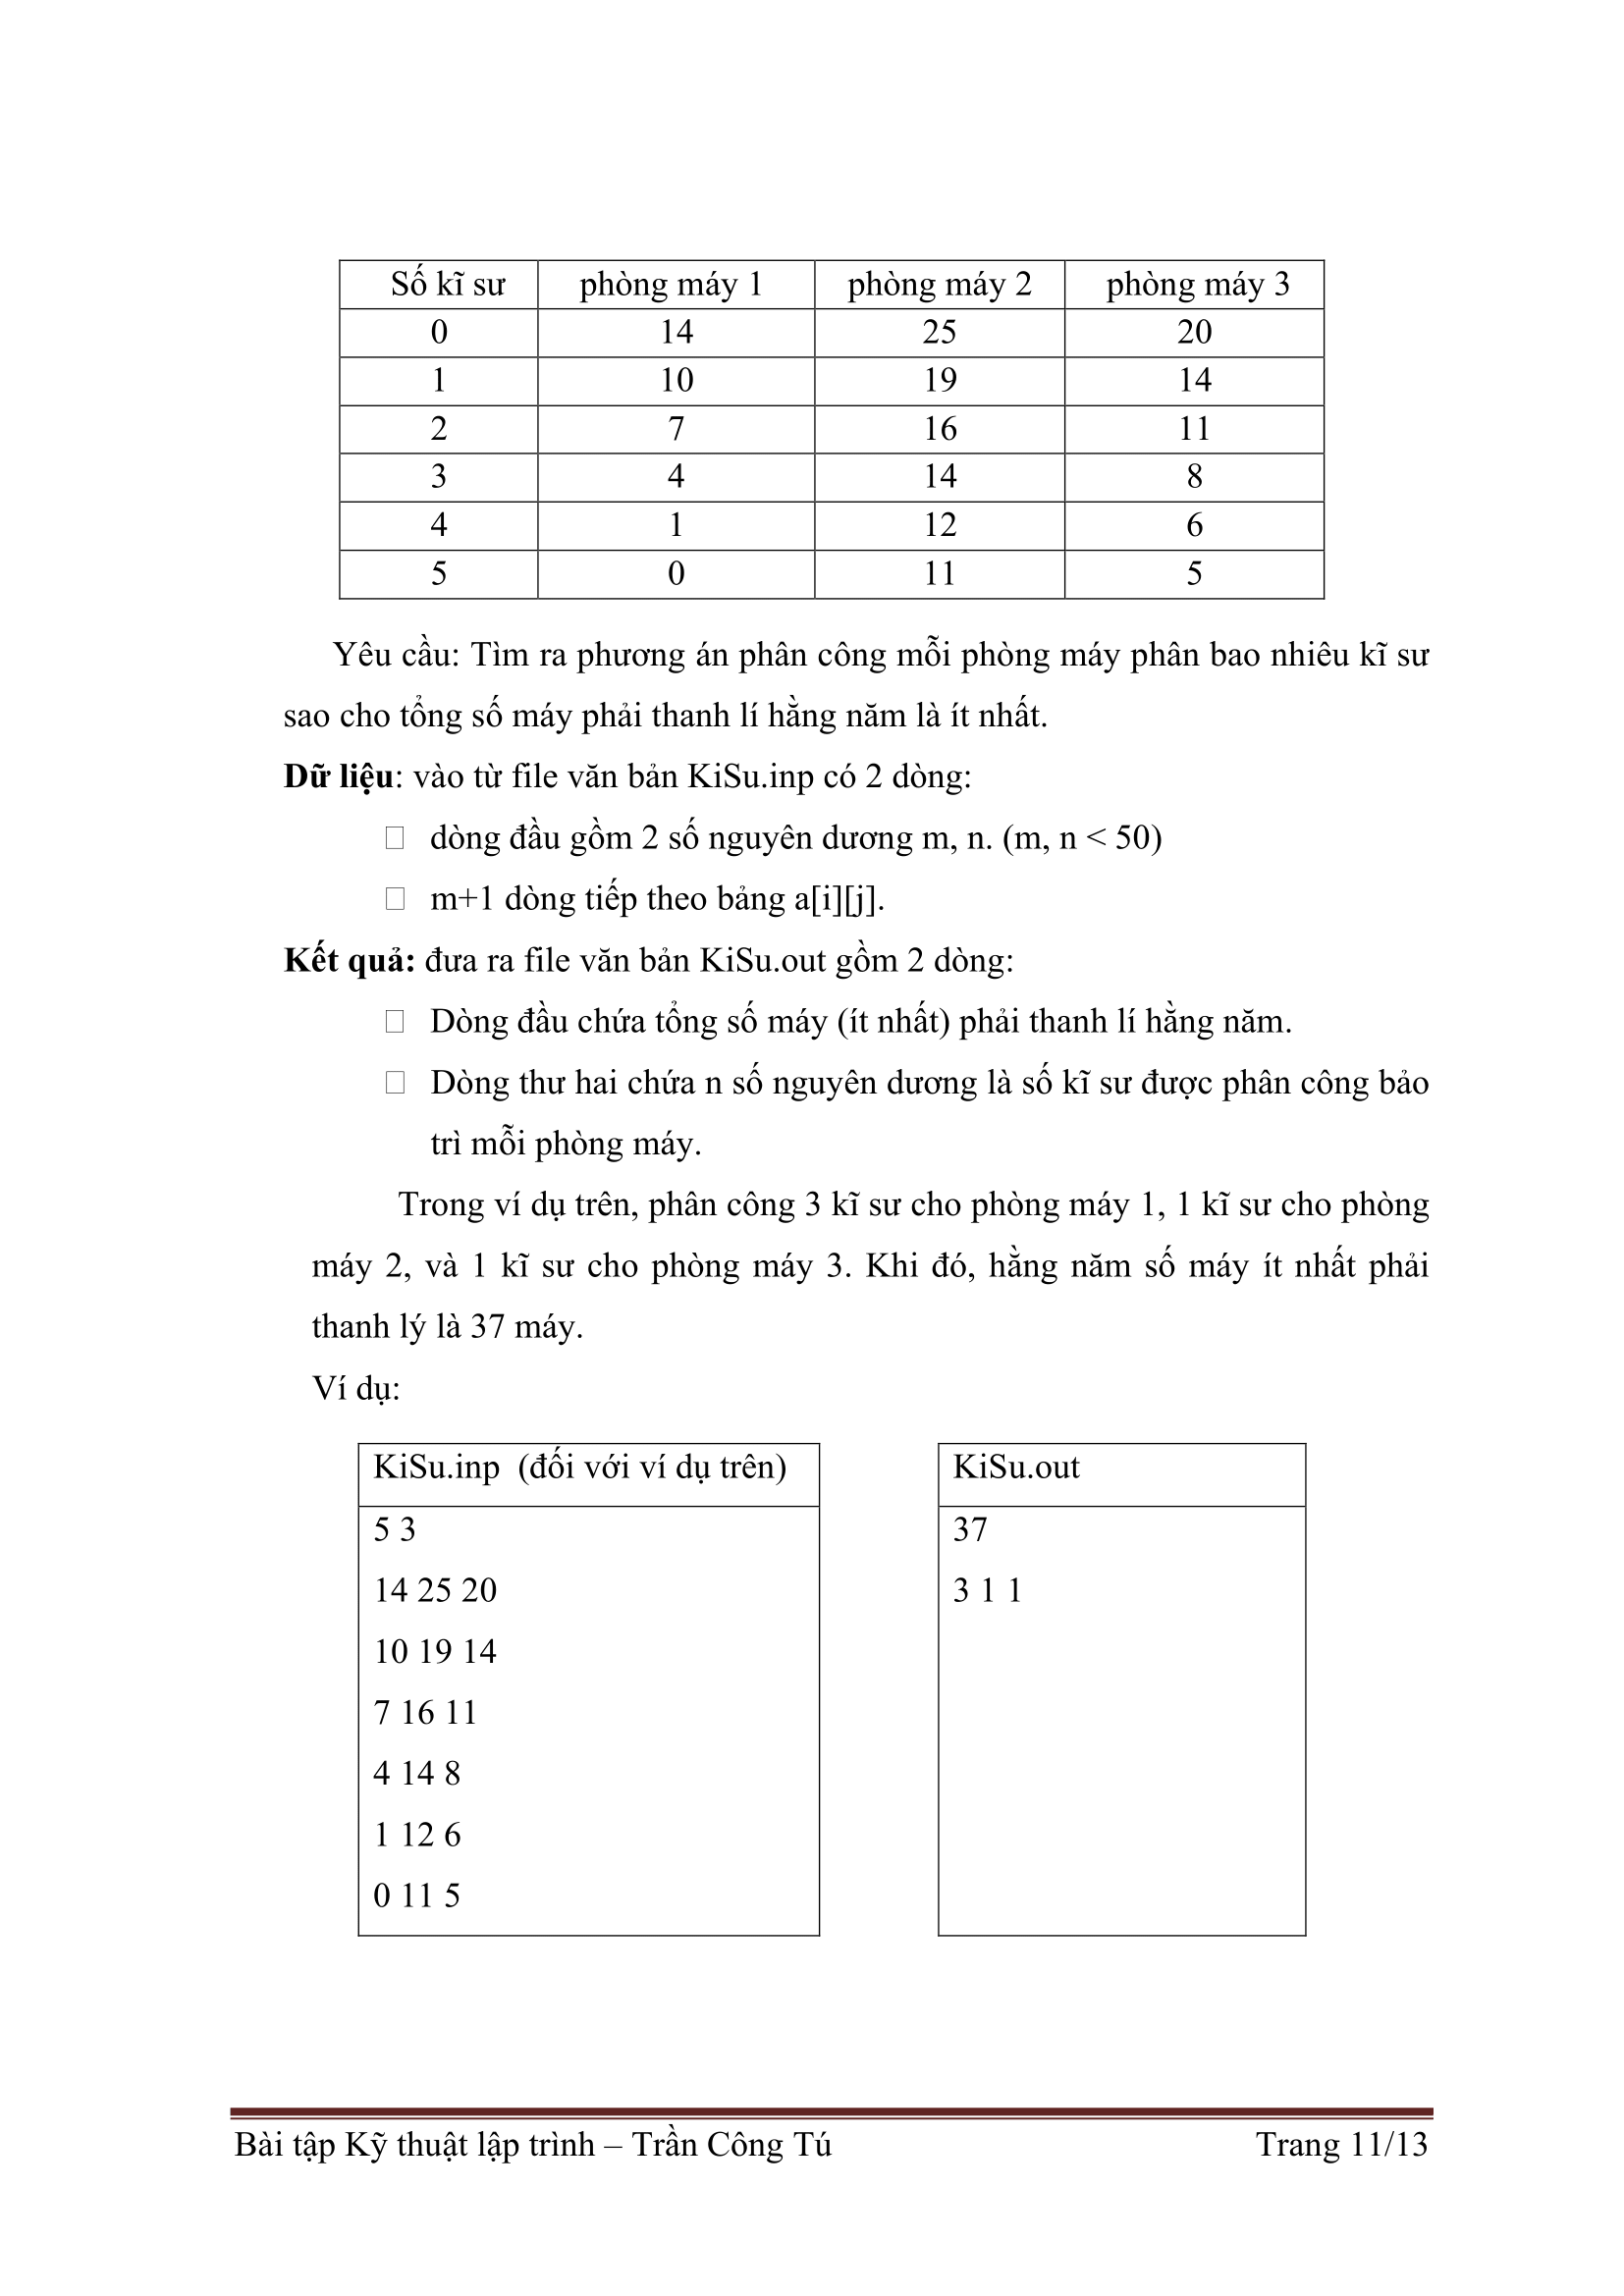 Số kĩ sư phòng máy 1 phòng máy 2 phòng máy 3
0 14 25 20
1 10 19 14
2 7 16 11
3 4 14 8
4 1 12 6
5 0 11 5
Yêu cầu: Tìm ra phương án phân công mỗi phòng máy phân bao nhiêu kĩ sư
sao cho tổng số máy phải thanh lí hằng năm là ít nhất.
Dữ liệu: vào từ file văn bản KiSu.inp có 2 dòng:
dòng đầu gồm 2 số nguyên dương m, n. (m, n < 50)
m+1 dòng tiếp theo bảng a[i][j].
Kết quả: đưa ra file văn bản KiSu.out gồm 2 dòng:
Dòng đầu chứa tổng số máy (ít nhất) phải thanh lí hằng năm.
Dòng thư hai chứa n số nguyên dương là số kĩ sư được phân công bảo
trì mỗi phòng máy.
Trong ví dụ trên, phân công 3 kĩ sư cho phòng máy 1, 1 kĩ sư cho phòng
máy 2, và 1 kĩ sư cho phòng máy 3. Khi đó, hằng năm số máy ít nhất phải
thanh lý là 37 máy.
Ví dụ:
KiSu.inp (đối với ví dụ trên)
5 3
14 25 20
10 19 14
7 16 11
4 14 8
1 12 6
0 11 5
KiSu.out
37
3 1 1
Bài tập Kỹ thuật lập trình – Trần Công Tú Trang 11/13